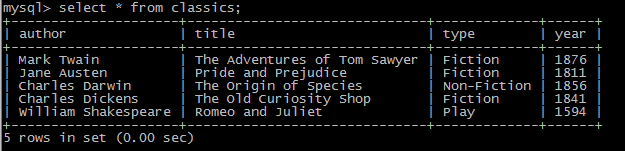 mysql> select * from classics;
+---------------------+------------------------------+-------------+------+
| author              | title                        | type        | year |
+---------------------+------------------------------+-------------+------+
| Mark Twain          | The Adventures of Tom Sawyer | Fiction     | 1876 |
| Jane Austen         | Pride and Prejudice          | Fiction     | 1811 |
| Charles Darwin      | The Origin of Species        | Non-Fiction | 1856 |
| Charles Dickens     | The Old Curiosity Shop       | Fiction     | 1841 |
| William Shakespeare | Romeo and Juliet             | Play        | 1594 |
+---------------------+------------------------------+-------------+------+
5 rows in set (0.00 sec)